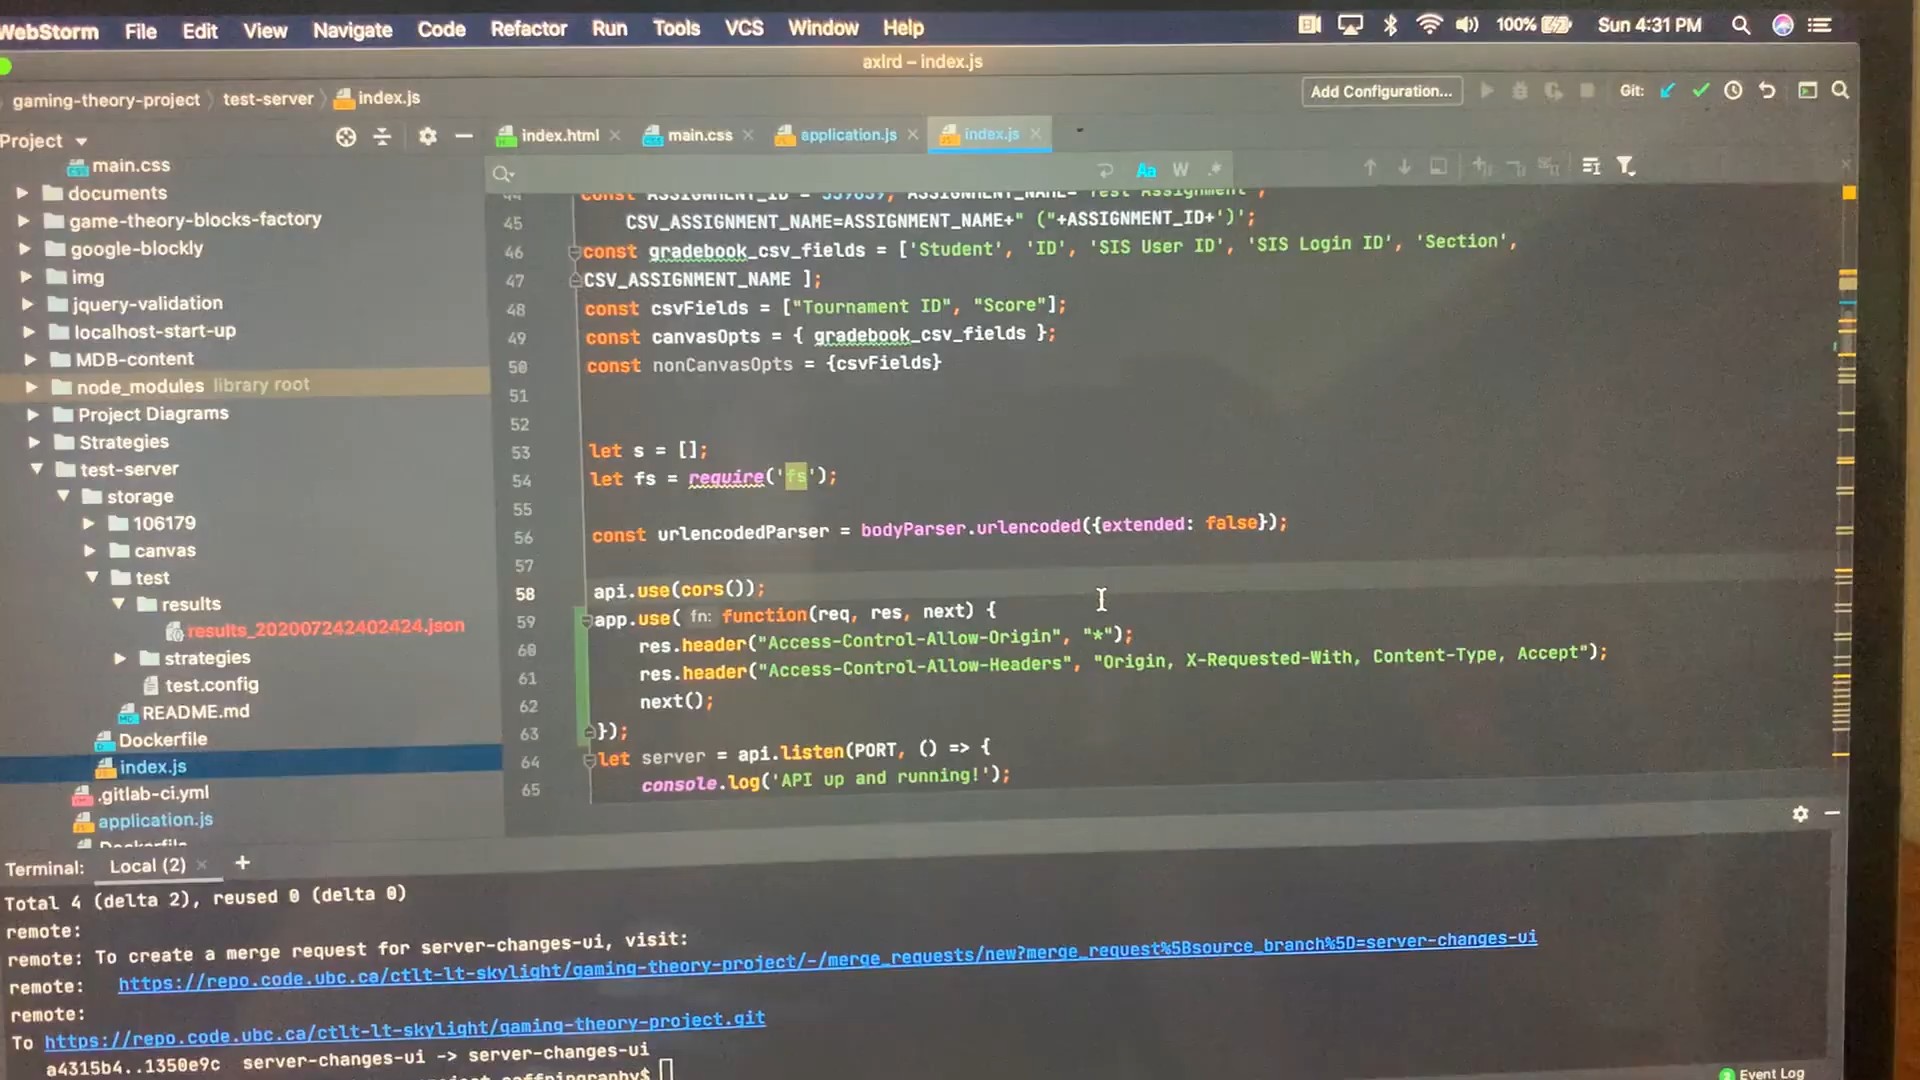 WebStorm File Edit View Navigate Code Refactor Run Tools VCS Window Help 100% Sun 4:31 PM
axlrd – index.js
gaming-theory-project test-server index.js Add Configuration... Git:
Project index.html main.css application.js index.js
main.css
documents
game-theory-blocks-factory
google-blockly
img
jquery-validation
localhost-start-up
MDB-content
node_modules library root
Project Diagrams
Strategies
test-server
storage
106179
canvas
test
results
results_202007242402424.json
strategies
test.config
README.md
Dockerfile
index.js
.gitlab-ci.yml
application.js
Dockerfile
Aa W .*
44 const ASSIGNMENT_ID = 559659, ASSIGNMENT_NAME="Test Assignment",
45 CSV_ASSIGNMENT_NAME=ASSIGNMENT_NAME+" ("+ASSIGNMENT_ID+')';
46 const gradebook_csv_fields = ['Student', 'ID', 'SIS User ID', 'SIS Login ID', 'Section',
47 CSV_ASSIGNMENT_NAME ];
48 const csvFields = ["Tournament ID", "Score"];
49 const canvasOpts = { gradebook_csv_fields };
50 const nonCanvasOpts = {csvFields}
51
52
53 let s = [];
54 let fs = require('fs');
55
56 const urlencodedParser = bodyParser.urlencoded({extended: false});
57
58 api.use(cors());
59 app.use( fn: function(req, res, next) {
60 res.header("Access-Control-Allow-Origin", "*");
61 res.header("Access-Control-Allow-Headers", "Origin, X-Requested-With, Content-Type, Accept");
62 next();
63 });
64 let server = api.listen(PORT, () => {
65 console.log('API up and running!');
Terminal: Local (2) +
Total 4 (delta 2), reused 0 (delta 0)
remote:
remote: To create a merge request for server-changes-ui, visit:
remote: https://repo.code.ubc.ca/ctlt-lt-skylight/gaming-theory-project/-/merge_requests/new?merge_request%5Bsource_branch%5D=server-changes-ui
remote:
To https://repo.code.ubc.ca/ctlt-lt-skylight/gaming-theory-project.git
a4315b4..1350e9c server-changes-ui -> server-changes-ui
Event Log